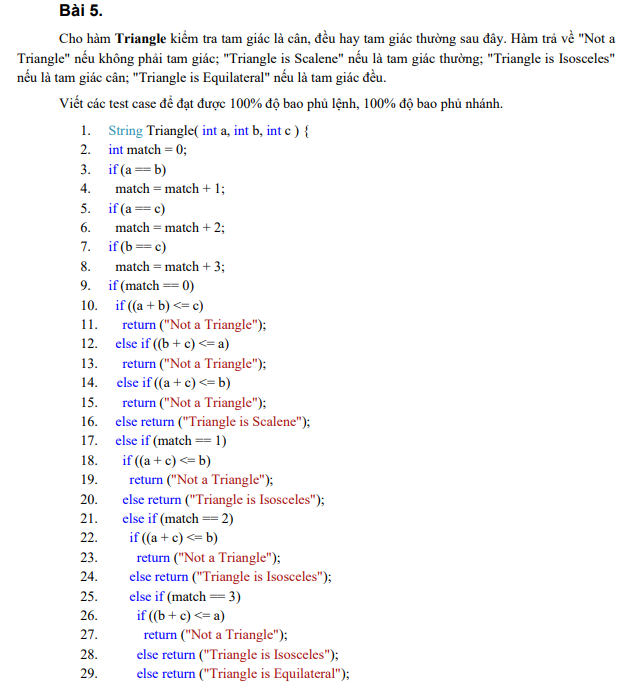 Bài 5.
Cho hàm Triangle kiểm tra tam giác là cân, đều hay tam giác thường sau đây. Hàm trả về "Not a
Triangle" nếu không phải tam giác; "Triangle is Scalene" nếu là tam giác thường; "Triangle is Isosceles"
nếu là tam giác cân; "Triangle is Equilateral" nếu là tam giác đều.
Viết các test case để đạt được 100% độ bao phủ lệnh, 100% độ bao phủ nhánh.
1. String Triangle( int a, int b, int c ) {
2. int match = 0;
3. if (a == b)
4. match = match + 1;
5. if (a == c)
6. match = match + 2;
7. if (b == c)
8. match = match + 3;
9. if (match == 0)
10. if ((a + b) <= c)
11. return ("Not a Triangle");
12. else if ((b + c) <= a)
13. return ("Not a Triangle");
14. else if ((a + c) <= b)
15. return ("Not a Triangle");
16. else return ("Triangle is Scalene");
17. else if (match == 1)
18. if ((a + c) <= b)
19. return ("Not a Triangle");
20. else return ("Triangle is Isosceles");
21. else if (match == 2)
22. if ((a + c) <= b)
23. return ("Not a Triangle");
24. else return ("Triangle is Isosceles");
25. else if (match == 3)
26. if ((b + c) <= a)
27. return ("Not a Triangle");
28. else return ("Triangle is Isosceles");
29. else return ("Triangle is Equilateral");